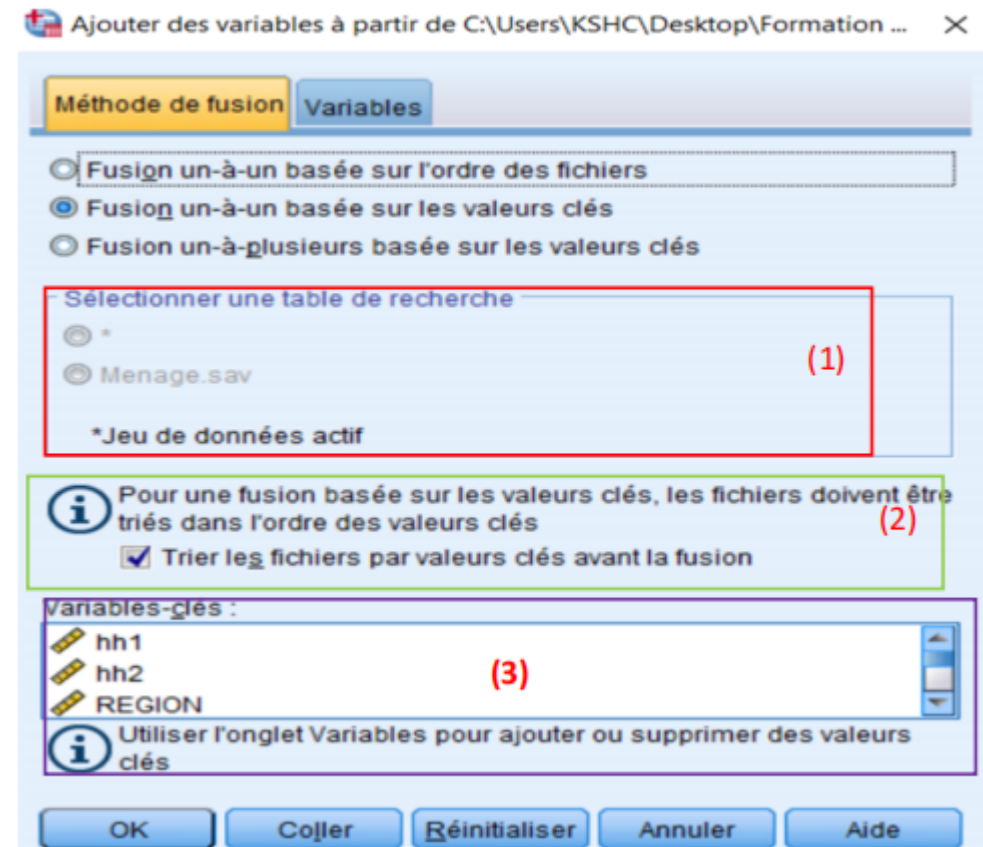 Ajouter des variables à partir de C:\Users\KSHC\Desktop\Formation ...
Méthode de fusion
Variables
Fusion un-à-un basée sur l'ordre des fichiers
Fusion un-à-un basée sur les valeurs clés
Fusion un-à-plusieurs basée sur les valeurs clés
Sélectionner une table de recherche
*
Menage.sav
(1)
*Jeu de données actif
Pour une fusion basée sur les valeurs clés, les fichiers doivent être
triés dans l'ordre des valeurs clés
(2)
Trier les fichiers par valeurs clés avant la fusion
Variables-clés :
hh1
hh2
(3)
REGION
Utiliser l'onglet Variables pour ajouter ou supprimer des valeurs
clés
OK
Coller
Réinitialiser
Annuler
Aide